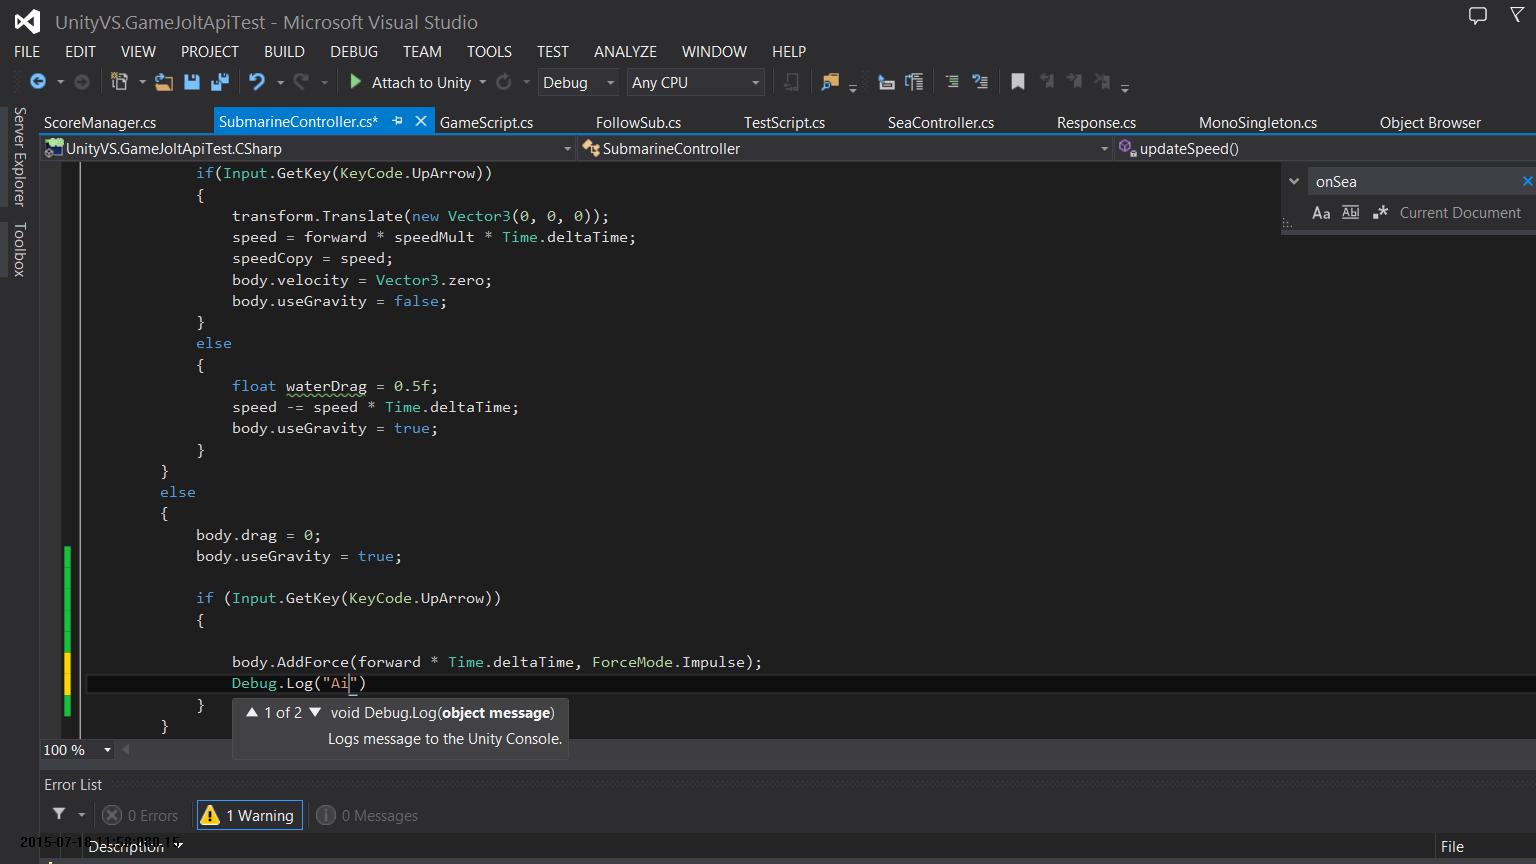 UnityVS.GameJoltApiTest - Microsoft Visual Studio
FILE EDIT VIEW PROJECT BUILD DEBUG TEAM TOOLS TEST ANALYZE WINDOW HELP
Attach to Unity Debug Any CPU
Server Explorer
Toolbox
ScoreManager.cs SubmarineController.cs* GameScript.cs FollowSub.cs TestScript.cs SeaController.cs Response.cs MonoSingleton.cs Object Browser
UnityVS.GameJoltApiTest.CSharp SubmarineController updateSpeed()
onSea
Aa Abl .* Current Document
if(Input.GetKey(KeyCode.UpArrow))
{
transform.Translate(new Vector3(0, 0, 0));
speed = forward * speedMult * Time.deltaTime;
speedCopy = speed;
body.velocity = Vector3.zero;
body.useGravity = false;
}
else
{
float waterDrag = 0.5f;
speed -= speed * Time.deltaTime;
body.useGravity = true;
}
}
else
{
body.drag = 0;
body.useGravity = true;
if (Input.GetKey(KeyCode.UpArrow))
{
body.AddForce(forward * Time.deltaTime, ForceMode.Impulse);
Debug.Log("Ai")
}
1 of 2 void Debug.Log(object message)
Logs message to the Unity Console.
}
100 %
Error List
0 Errors 1 Warning 0 Messages
Description File